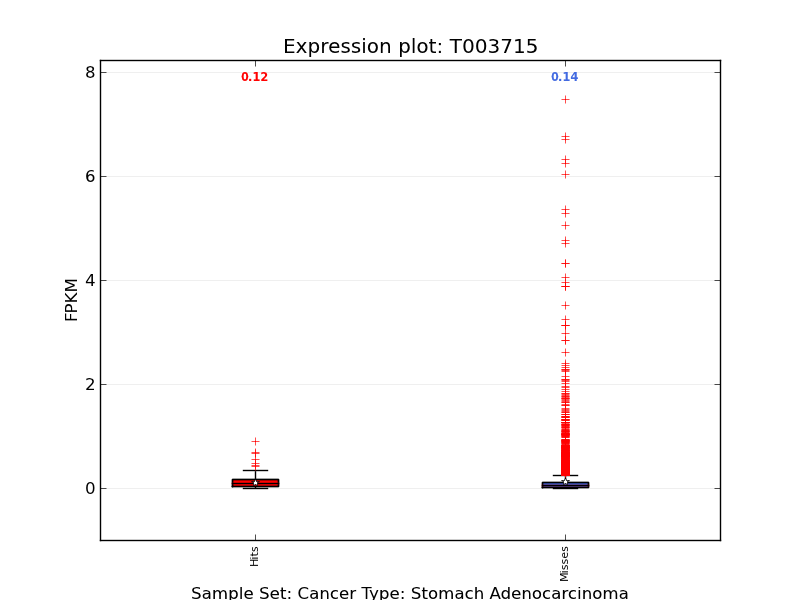 Expression plot: T003715
0.12
0.14
8
6
4
2
0
FPKM
Hits
Misses
Sample Set: Cancer Type: Stomach Adenocarcinoma